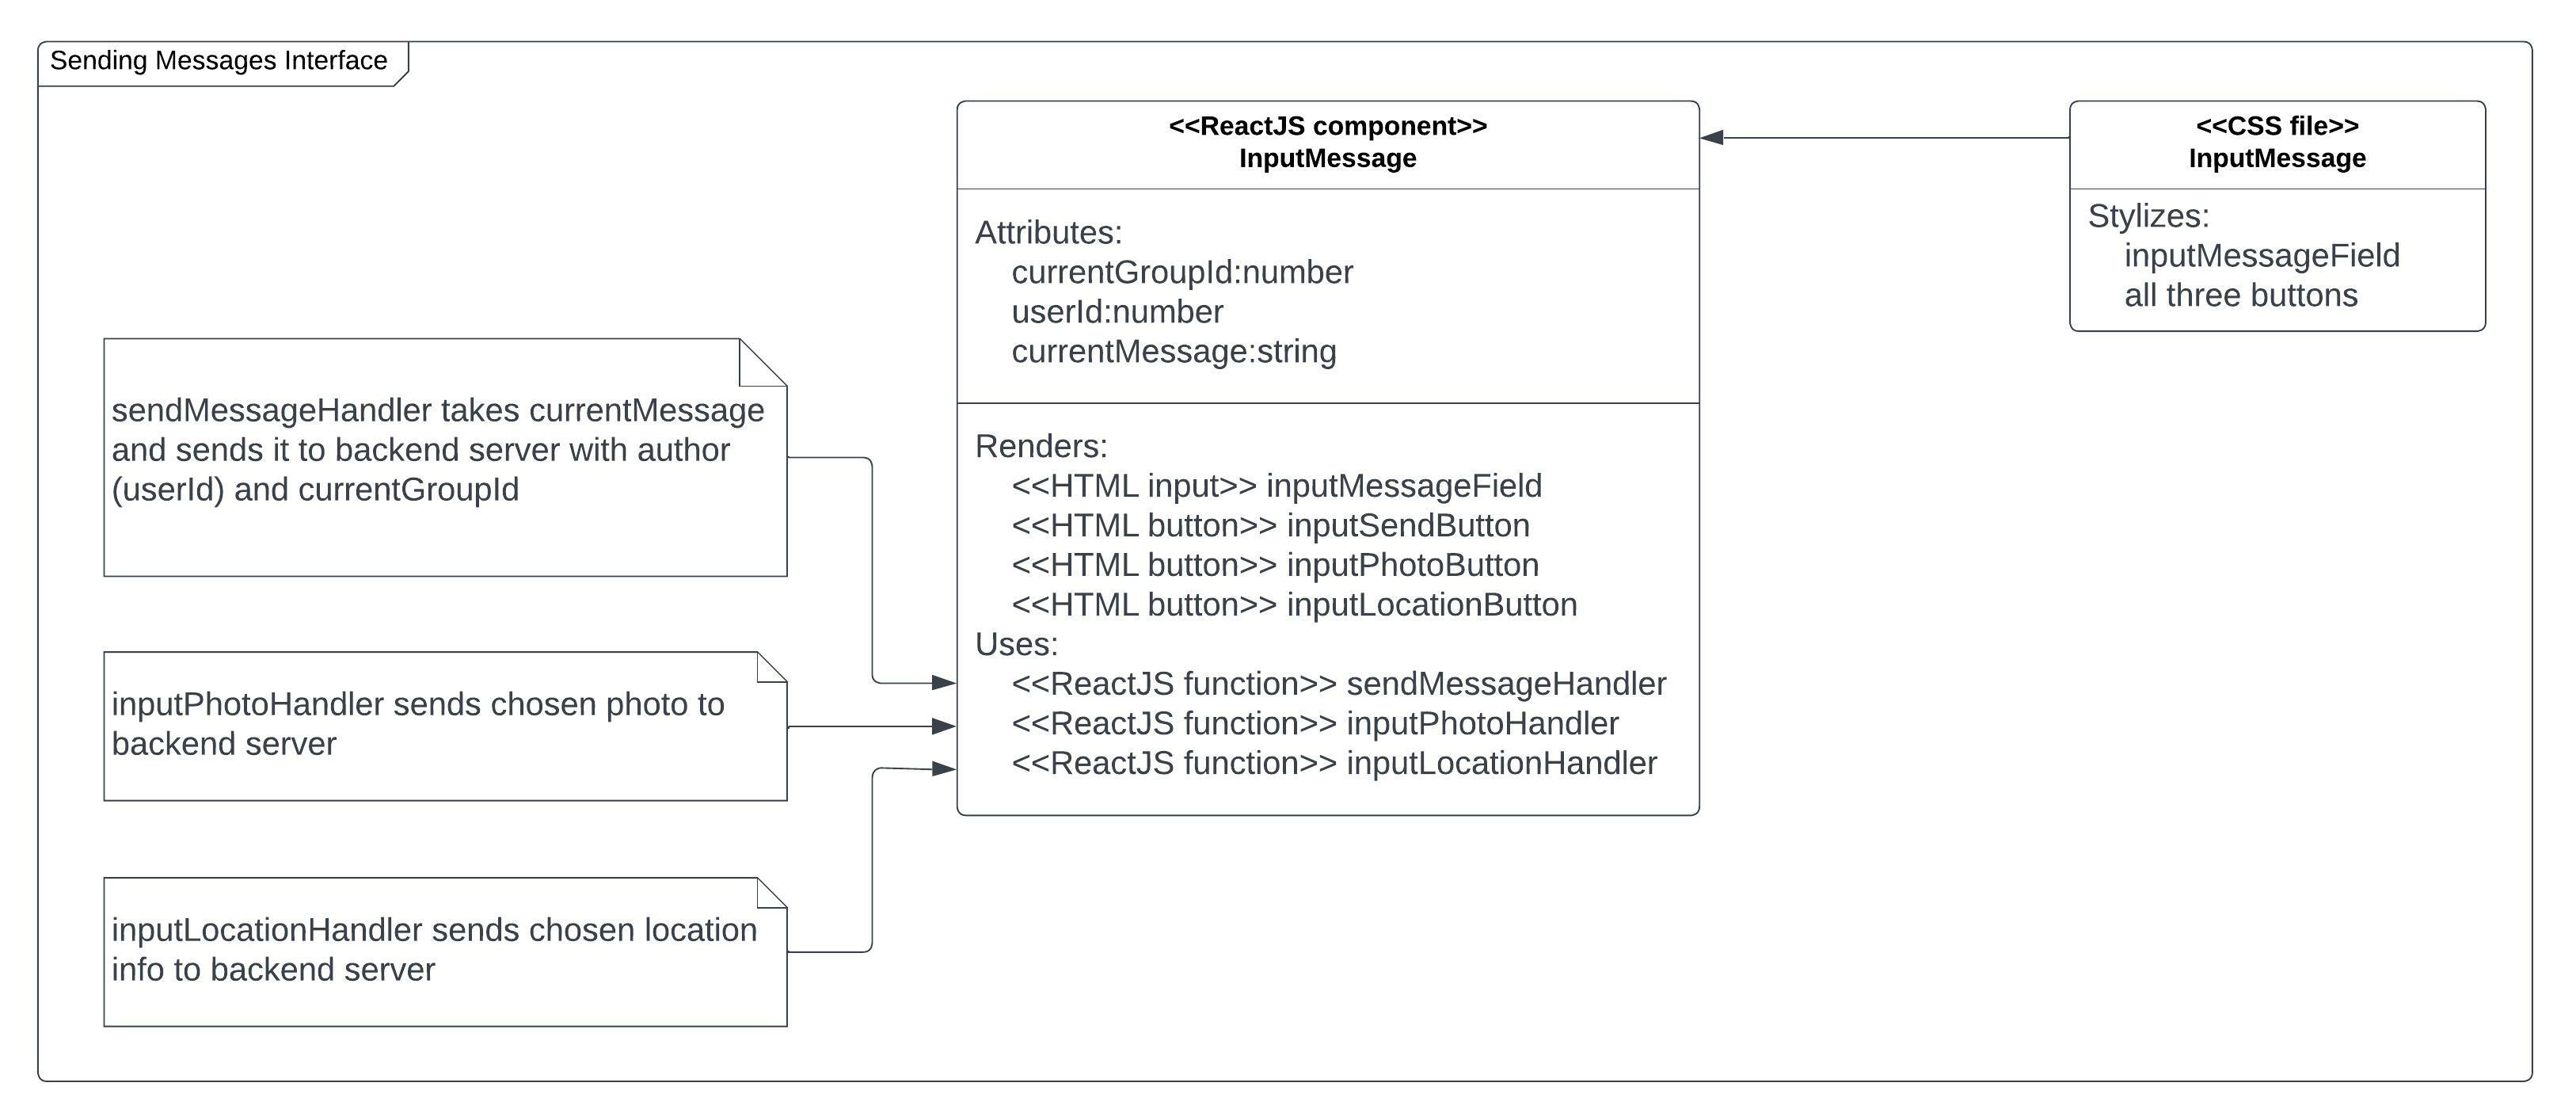 Sending Messages Interface
<<ReactJS component>>
InputMessage
Attributes:
currentGroupId:number
userId:number
currentMessage:string
Renders:
<<HTML input>> inputMessageField
<<HTML button>> inputSendButton
<<HTML button>> inputPhotoButton
<<HTML button>> inputLocationButton
Uses:
<<ReactJS function>> sendMessageHandler
<<ReactJS function>> inputPhotoHandler
<<ReactJS function>> inputLocationHandler
<<CSS file>>
InputMessage
Stylizes:
inputMessageField
all three buttons
sendMessageHandler takes currentMessage
and sends it to backend server with author
(userId) and currentGroupId
inputPhotoHandler sends chosen photo to
backend server
inputLocationHandler sends chosen location
info to backend server